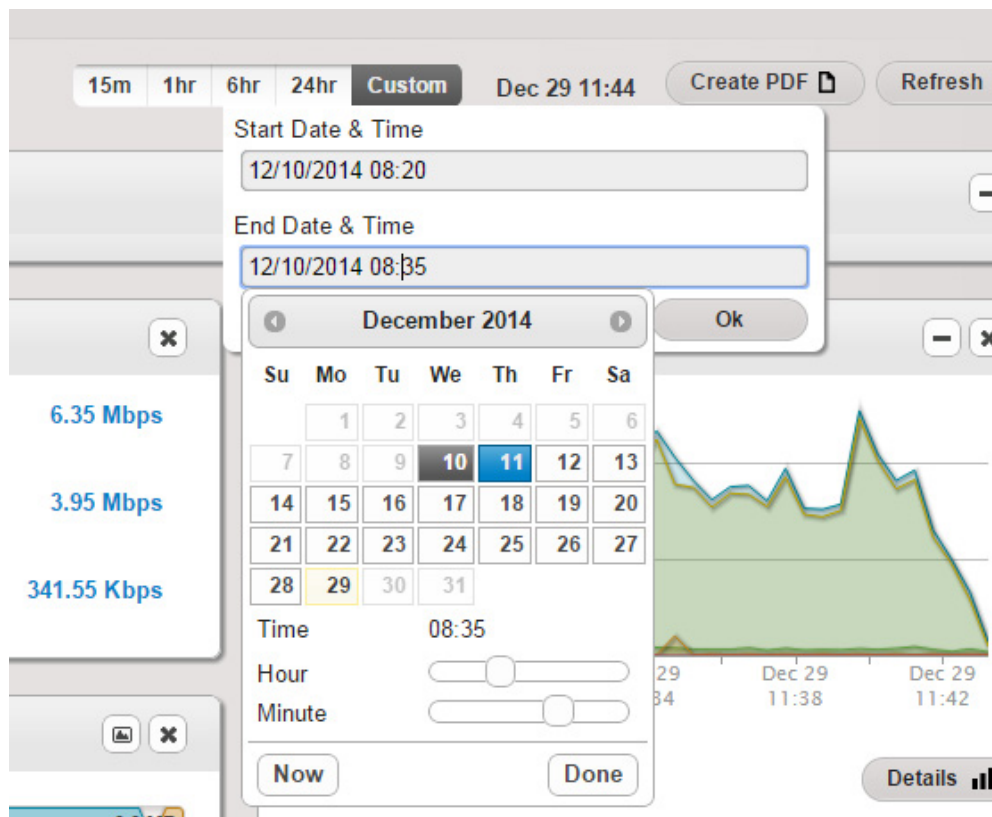 15m 1hr 6hr 24hr Custom Dec 29 11:44 Create PDF Refresh
Start Date & Time
12/10/2014 08:20
End Date & Time
12/10/2014 08:35
December 2014
Ok
Su Mo Tu We Th Fr Sa
1 2 3 4 5 6
7 8 9 10 11 12 13
14 15 16 17 18 19 20
21 22 23 24 25 26 27
28 29 30 31
Time 08:35
Hour
Minute
Now Done
6.35 Mbps
3.95 Mbps
341.55 Kbps
29
34
Dec 29
11:38
Dec 29
11:42
Details